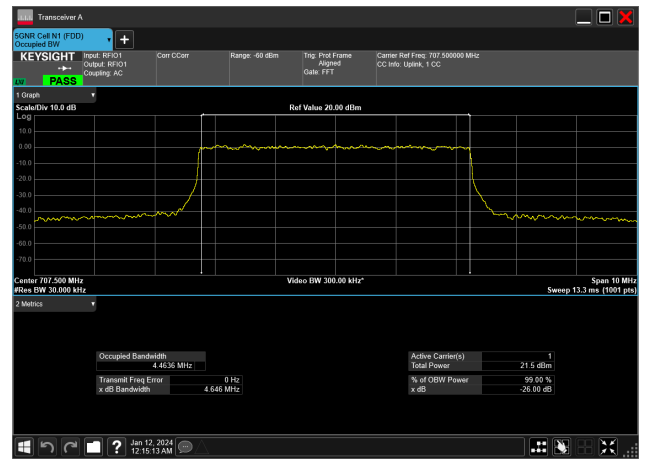 Transceiver A
5GNR Cell N1 (FDD)
Occupied BW
KEYSIGHT
LW PASS
Input: RFIO1
Output: RFIO1
Coupling: AC
Corr CCorr
Range: -60 dBm
Trig: Prot Frame
Aligned
Gate: FFT
Carrier Ref Freq: 707.500000 MHz
CC Info: Uplink, 1 CC
1 Graph
Scale/Div 10.0 dB
Ref Value 20.00 dBm
Log
10.0
0.00
-10.0
-20.0
-30.0
-40.0
-50.0
-60.0
-70.0
Center 707.500 MHz
Video BW 300.00 kHz*
Span 10 MHz
#Res BW 30.000 kHz
Sweep 13.3 ms (1001 pts)
2 Metrics
Occupied Bandwidth
4.4636 MHz
Transmit Freq Error 0 Hz
x dB Bandwidth 4.646 MHz
Active Carrier(s) 1
Total Power 21.5 dBm
% of OBW Power 99.00 %
x dB -26.00 dB
Jan 12, 2024
12:15:13 AM